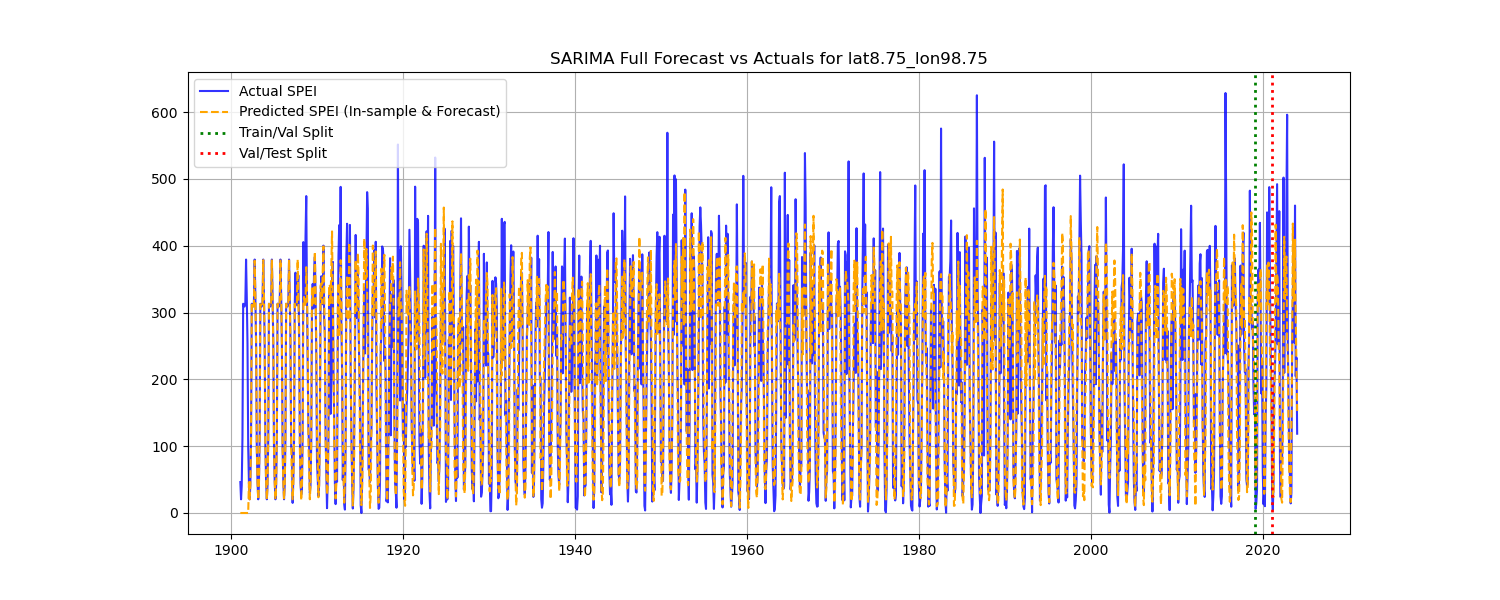 SARIMA Full Forecast vs Actuals for lat8.75_lon98.75
Actual SPEI
Predicted SPEI (In-sample & Forecast)
Train/Val Split
Val/Test Split
600
500
400
300
200
100
0
1900 1920 1940 1960 1980 2000 2020